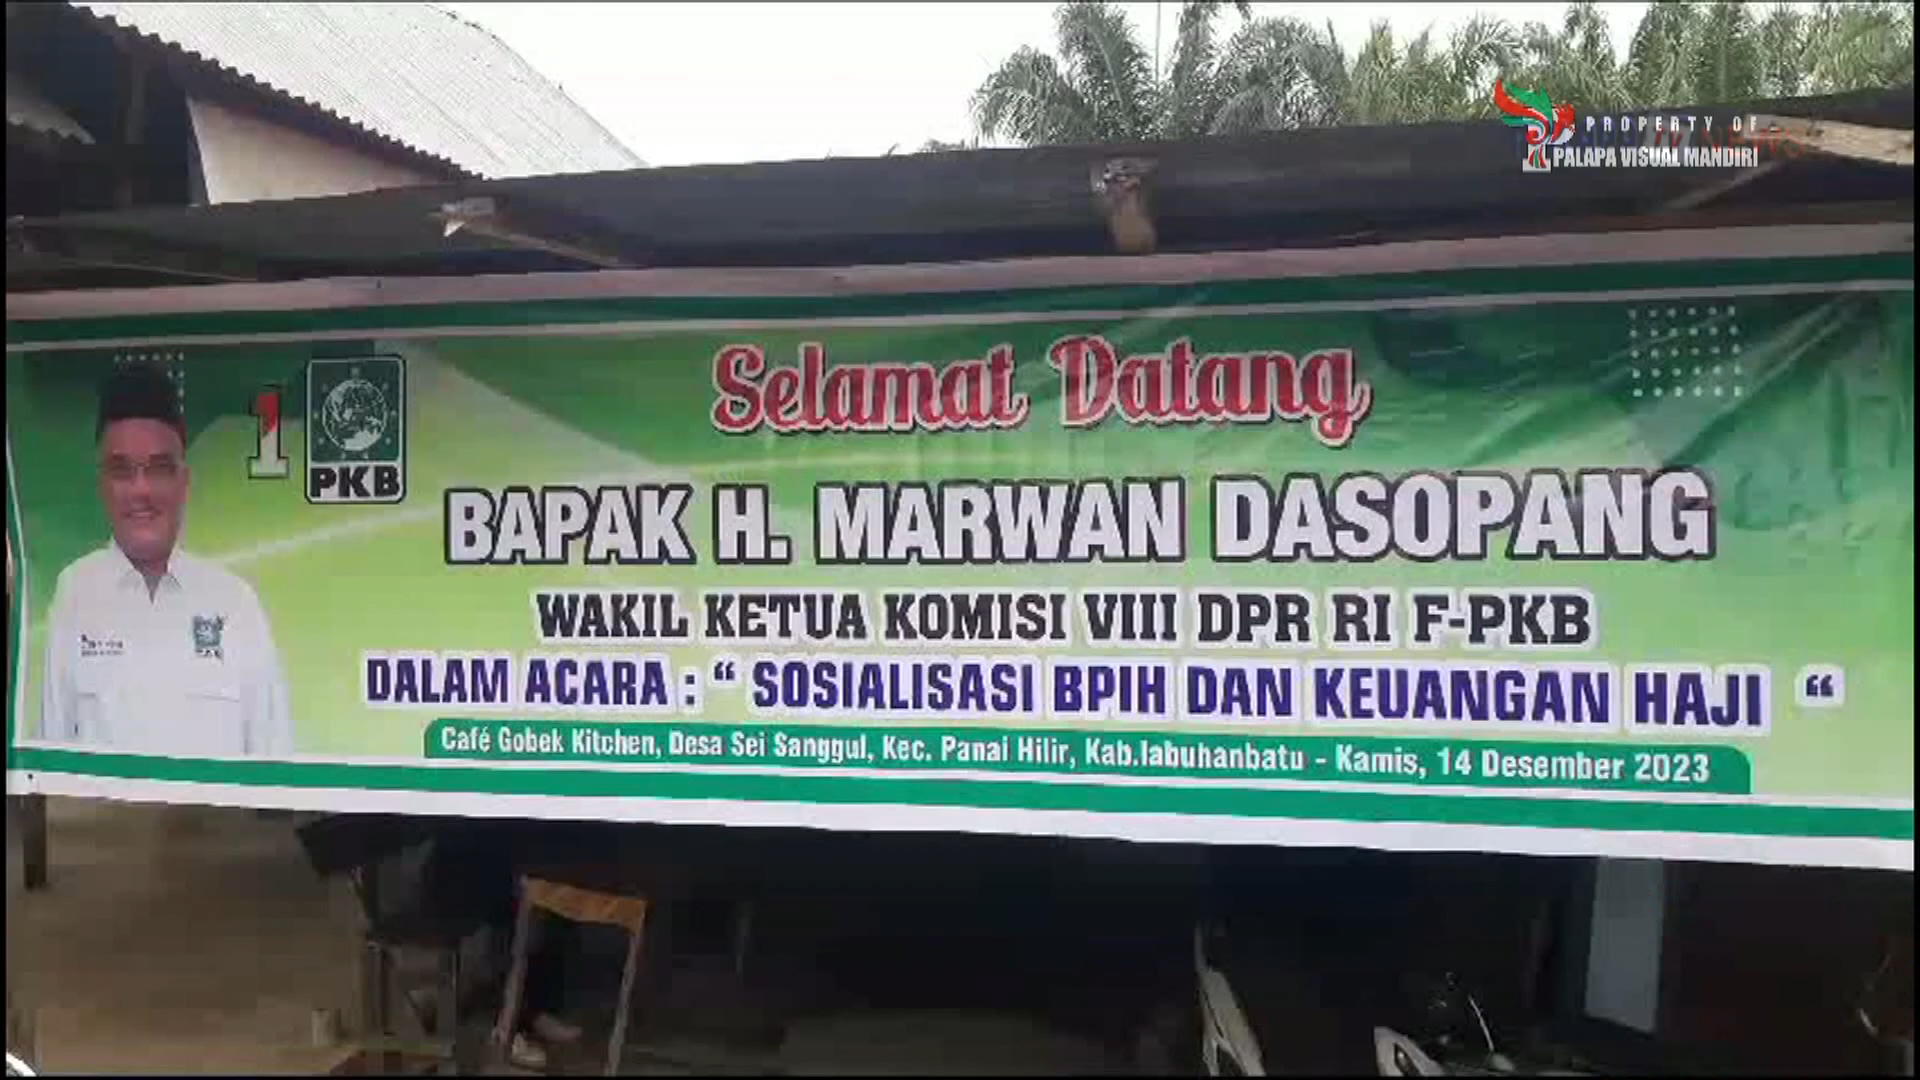 PROPERTY OF
PALAPA VISUAL MANDIRI
Selamat Datang
1
PKB
BAPAK H. MARWAN DASOPANG
WAKIL KETUA KOMISI VIII DPR RI F-PKB
DALAM ACARA : “ SOSIALISASI BPIH DAN KEUANGAN HAJI “
Café Gobek Kitchen, Desa Sei Sanggul, Kec. Panai Hilir, Kab.labuhanbatu - Kamis, 14 Desember 2023